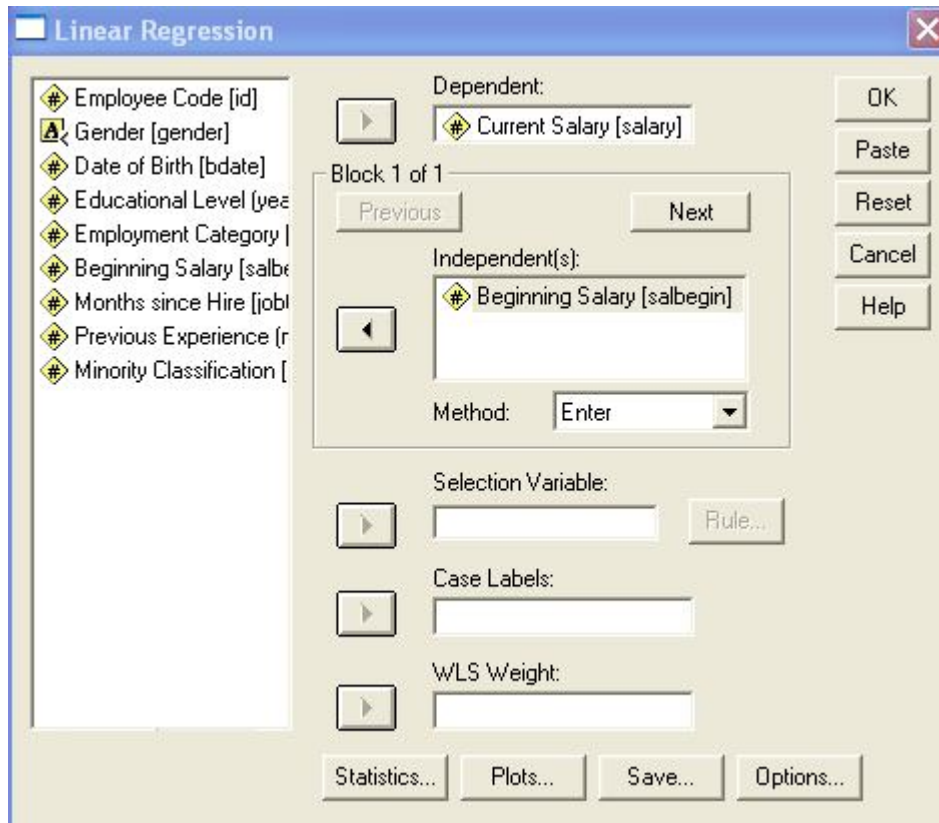 Linear Regression
Employee Code [id]
Gender [gender]
Date of Birth [bdate]
Educational Level (yea
Employment Category [
Beginning Salary [salbe
Months since Hire [jobt
Previous Experience (r
Minority Classification [
Dependent:
Current Salary [salary]
Block 1 of 1
Previous
Next
Independent(s):
Beginning Salary [salbegin]
Method:
Enter
Selection Variable:
Rule...
Case Labels:
WLS Weight:
Statistics...
Plots...
Save...
Options...
OK
Paste
Reset
Cancel
Help